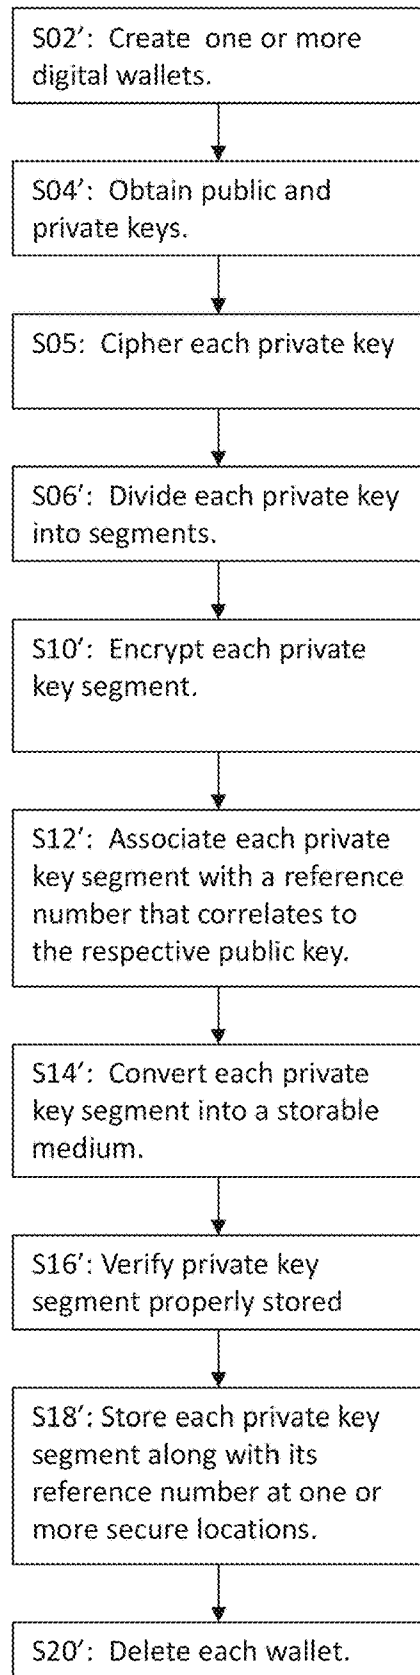 S02′: Create one or more
digital wallets.
S04′: Obtain public and
private keys.
S05: Cipher each private key
S06′: Divide each private key
into segments.
S10′: Encrypt each private
key segment.
S12′: Associate each private
key segment with a reference
number that correlates to
the respective public key.
S14′: Convert each private
key segment into a storable
medium.
S16′: Verify private key
segment properly stored
S18′: Store each private key
segment along with its
reference number at one or
more secure locations.
S20′: Delete each wallet.